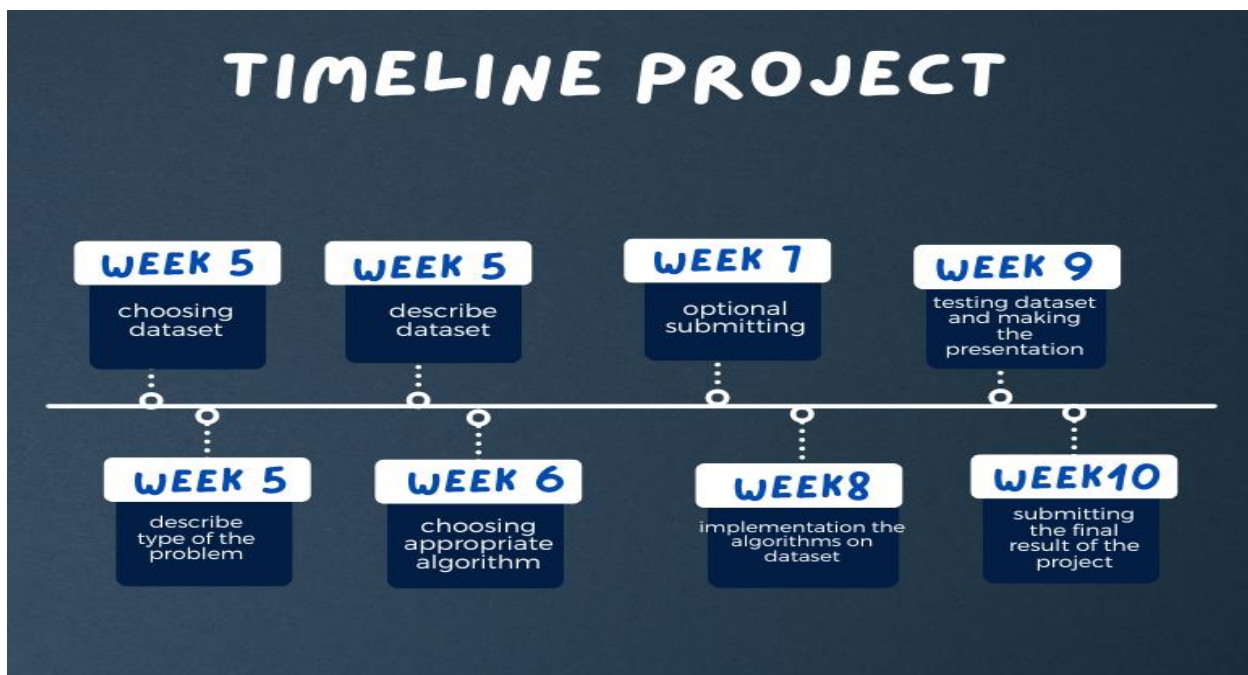 TIMELINE PROJECT
WEEK 5
choosing
dataset
WEEK 5
describe
type of the
problem
WEEK 5
describe
dataset
WEEK 6
choosing
appropriate
algorithm
WEEK 7
optional
submitting
WEEK8
implementation the
algorithms on
dataset
WEEK 9
testing dataset
and making
the
presentation
WEEK10
submitting
the final
result of the
project